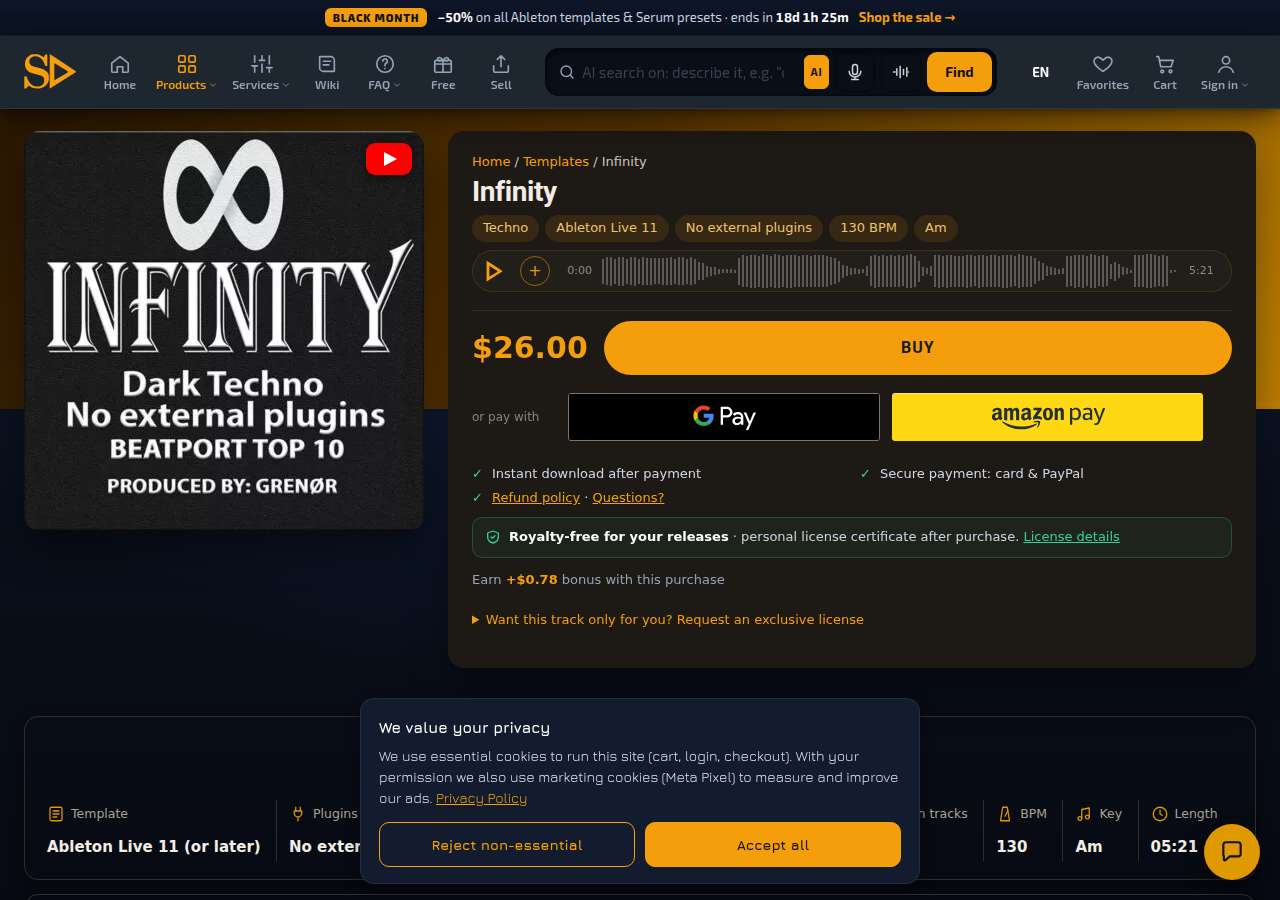 BLACK MONTH −50% on all Ableton templates & Serum presets · ends in 18d 1h 25m Shop the sale →
SD
Home
Products
Services
Wiki
FAQ
Free
Sell
AI search on: describe it, e.g. "
AI
Find
EN
Favorites
Cart
Sign in
INFINITY
Dark Techno
No external plugins
BEATPORT TOP 10
PRODUCED BY: GRENØR
Home / Templates / Infinity
Infinity
Techno
Ableton Live 11
No external plugins
130 BPM
Am
0:00
5:21
$26.00
BUY
or pay with
G Pay
amazon pay
✓ Instant download after payment
✓ Secure payment: card & PayPal
✓ Refund policy · Questions?
Royalty-free for your releases · personal license certificate after purchase. License details
Earn +$0.78 bonus with this purchase
Want this track only for you? Request an exclusive license
We value your privacy
We use essential cookies to run this site (cart, login, checkout). With your
permission we also use marketing cookies (Meta Pixel) to measure and improve
our ads. Privacy Policy
Reject non-essential
Accept all
Template
Ableton Live 11 (or later)
Plugins
No exter
tracks
BPM
130
Key
Am
Length
05:21